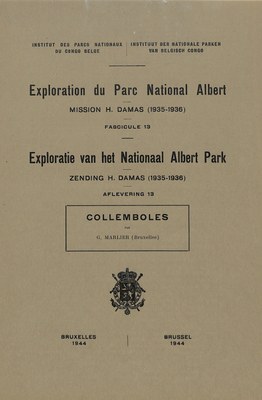 INSTITUT DES PARCS NATIONAUX
DU CONGO BELGE
INSTITUUT DER NATIONALE PARKEN
VAN BELGISCH CONGO
Exploration du Parc National Albert
MISSION H. DAMAS (1935-1936)
FASCICULE 13
Exploratie van het Nationaal Albert Park
ZENDING H. DAMAS (1935-1936)
AFLEVERING 13
COLLEMBOLES
G. MARLIER (Bruxelles)
BRUXELLES
1944
BRUSSEL
1944